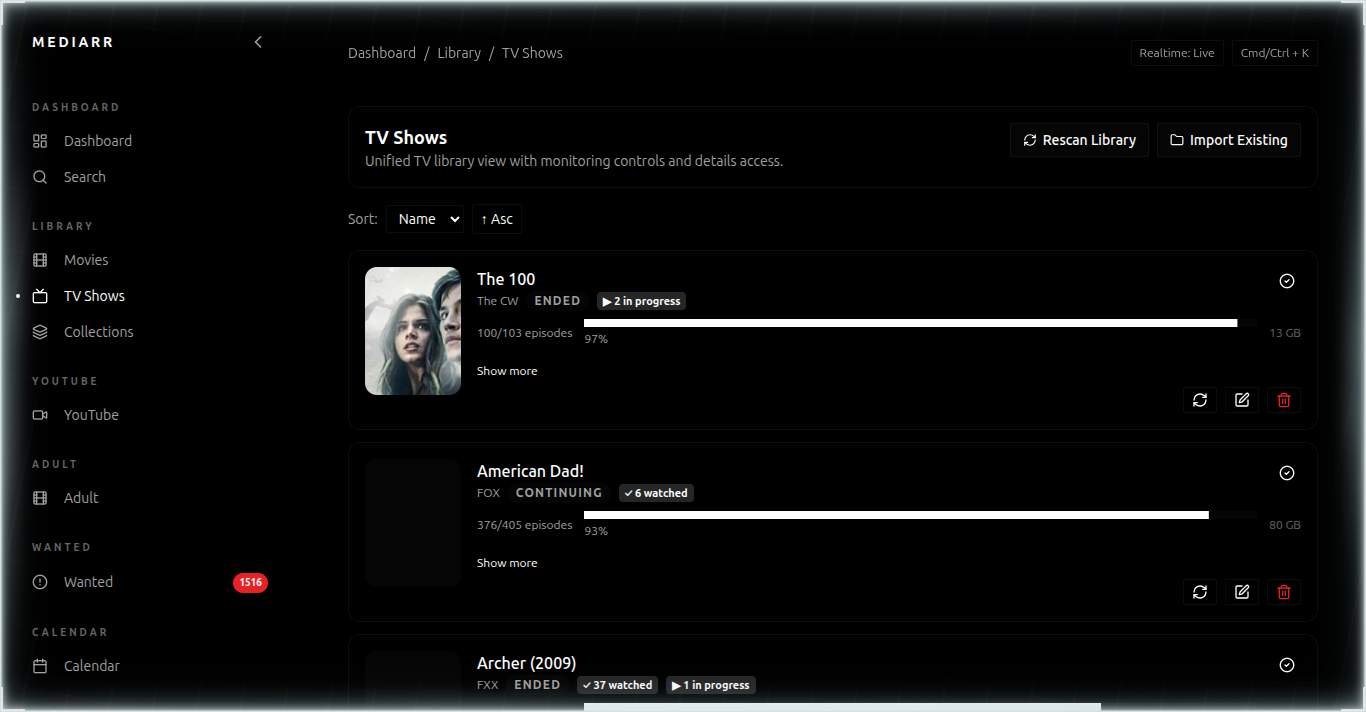 MEDIARR
DASHBOARD
Dashboard
Search
LIBRARY
Movies
TV Shows
Collections
YOUTUBE
YouTube
ADULT
Adult
WANTED
Wanted 1516
CALENDAR
Calendar
Dashboard / Library / TV Shows
Realtime: Live Cmd/Ctrl + K
TV Shows
Unified TV library view with monitoring controls and details access.
Rescan Library Import Existing
Sort: Name ↑ Asc
The 100
The CW ENDED ▶ 2 in progress
100/103 episodes 13 GB
97%
Show more
American Dad!
FOX CONTINUING ✓ 6 watched
376/405 episodes 80 GB
93%
Show more
Archer (2009)
FXX ENDED ✓ 37 watched ▶ 1 in progress